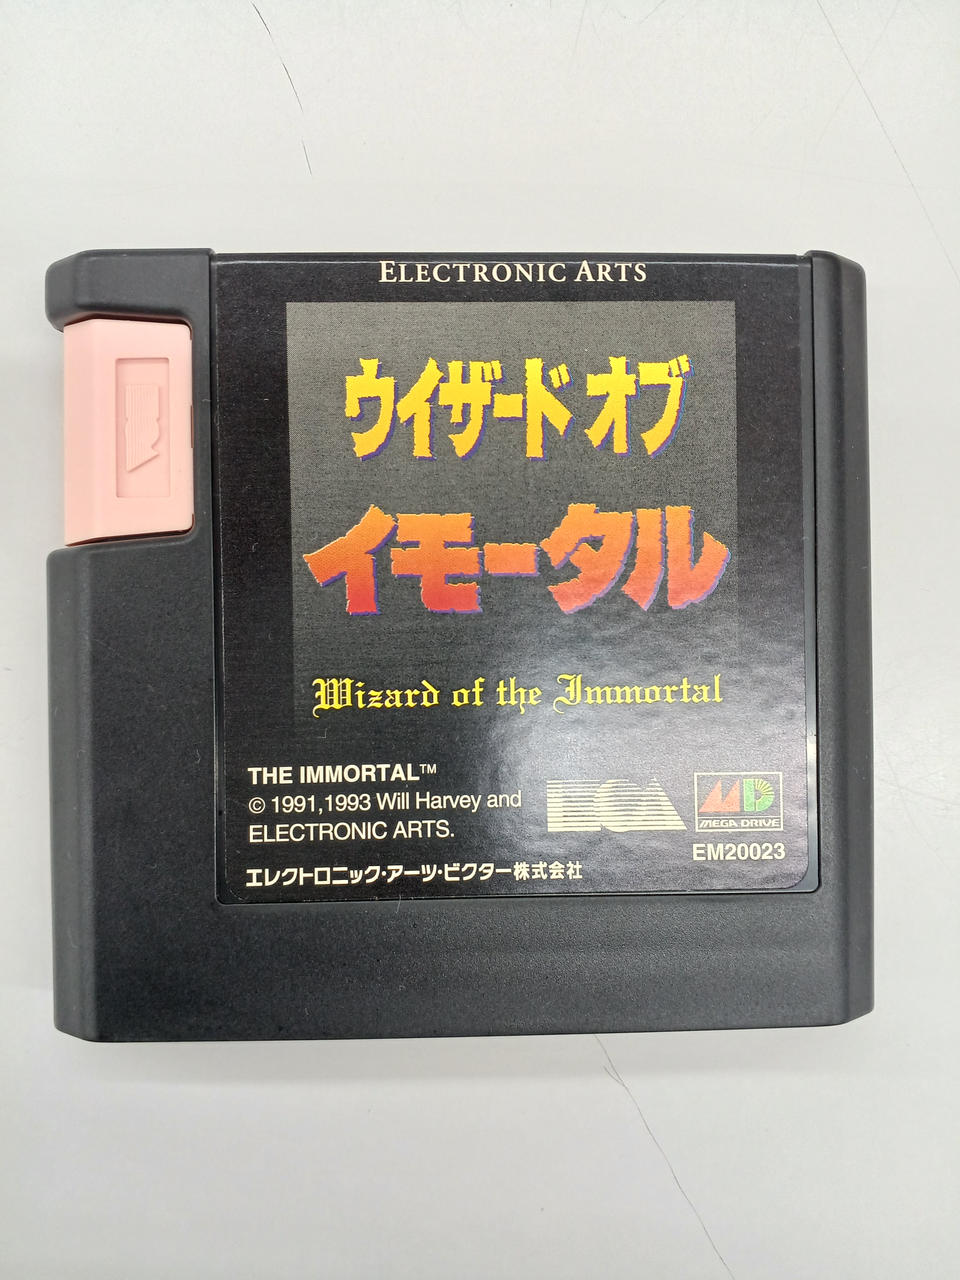 ELECTRONIC ARTS
ウイザード オブ
イモータル
Wizard of the Immortal
THE IMMORTAL™
© 1991,1993 Will Harvey and
ELECTRONIC ARTS.
エレクトロニック・アーツ・ビクター株式会社
EOA
MD
MEGA-DRIVE
EM20023